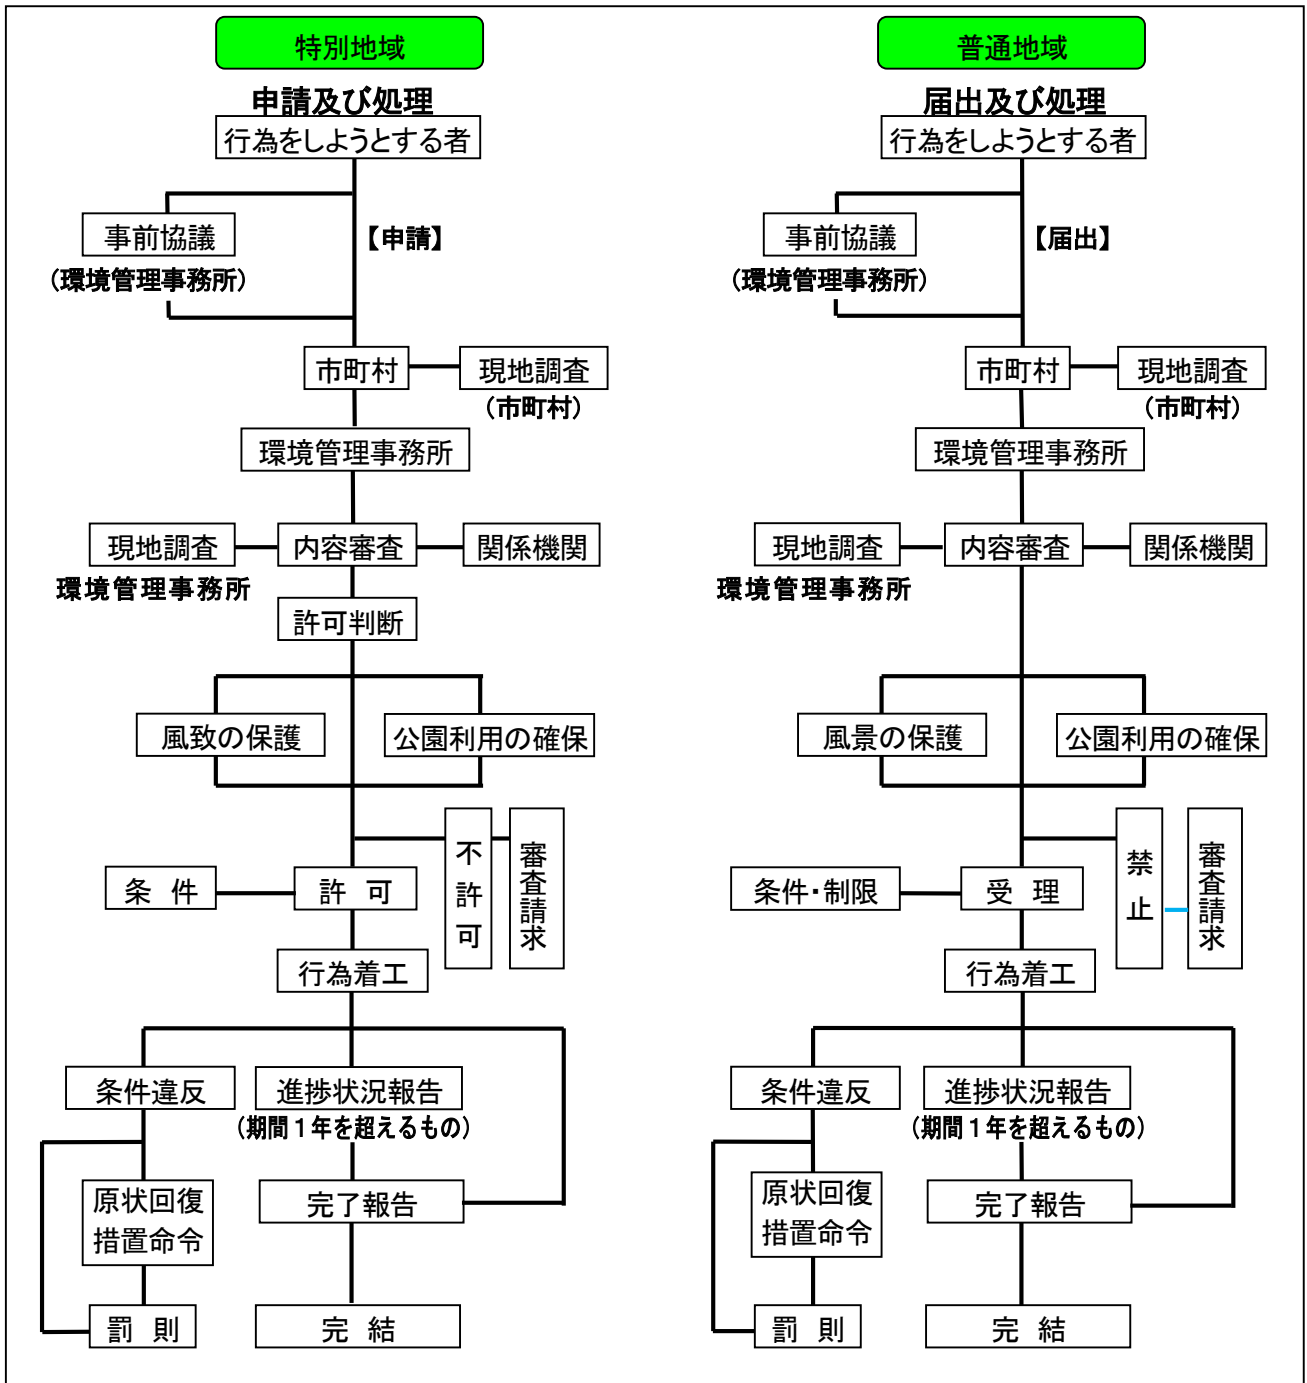 特別地域
申請及び処理
行為をしようとする者
事前協議
【申請】
（環境管理事務所）
市町村
現地調査
（市町村）
環境管理事務所
現地調査
内容審査
関係機関
環境管理事務所
許可判断
風致の保護
公園利用の確保
不許可
審査請求
条 件
許 可
行為着工
条件違反
進捗状況報告
（期間１年を超えるもの）
原状回復
措置命令
完了報告
罰 則
完 結
普通地域
届出及び処理
行為をしようとする者
事前協議
【届出】
（環境管理事務所）
市町村
現地調査
（市町村）
環境管理事務所
現地調査
内容審査
関係機関
環境管理事務所
風景の保護
公園利用の確保
禁止
審査請求
条件・制限
受 理
行為着工
条件違反
進捗状況報告
（期間１年を超えるもの）
原状回復
措置命令
完了報告
罰 則
完 結